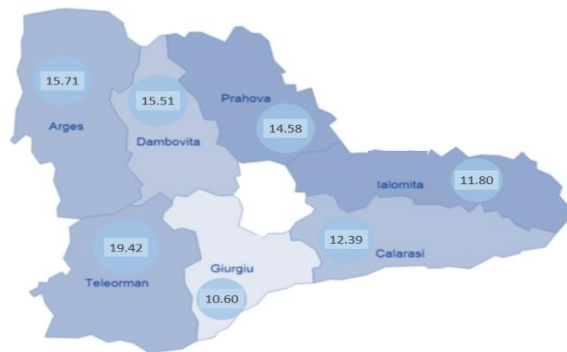 15.71
Arges
15.51
Dambovita
Prahova
14.58
Ialomita
11.80
19.42
Teleorman
Giurgiu
10.60
12.39
Calarasi